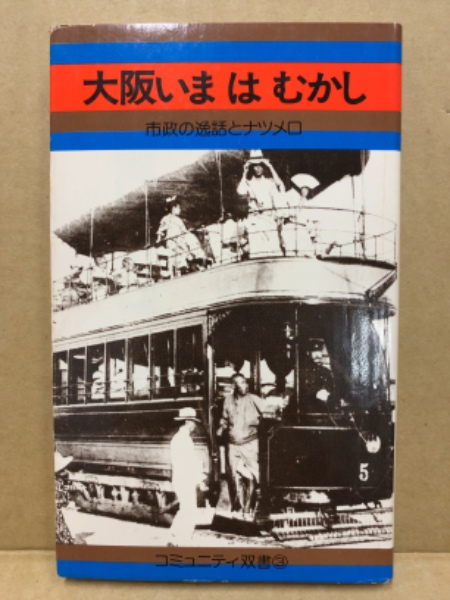 大阪いま は むかし
市政の逸話とナツメロ
5
コミュニティ双書③